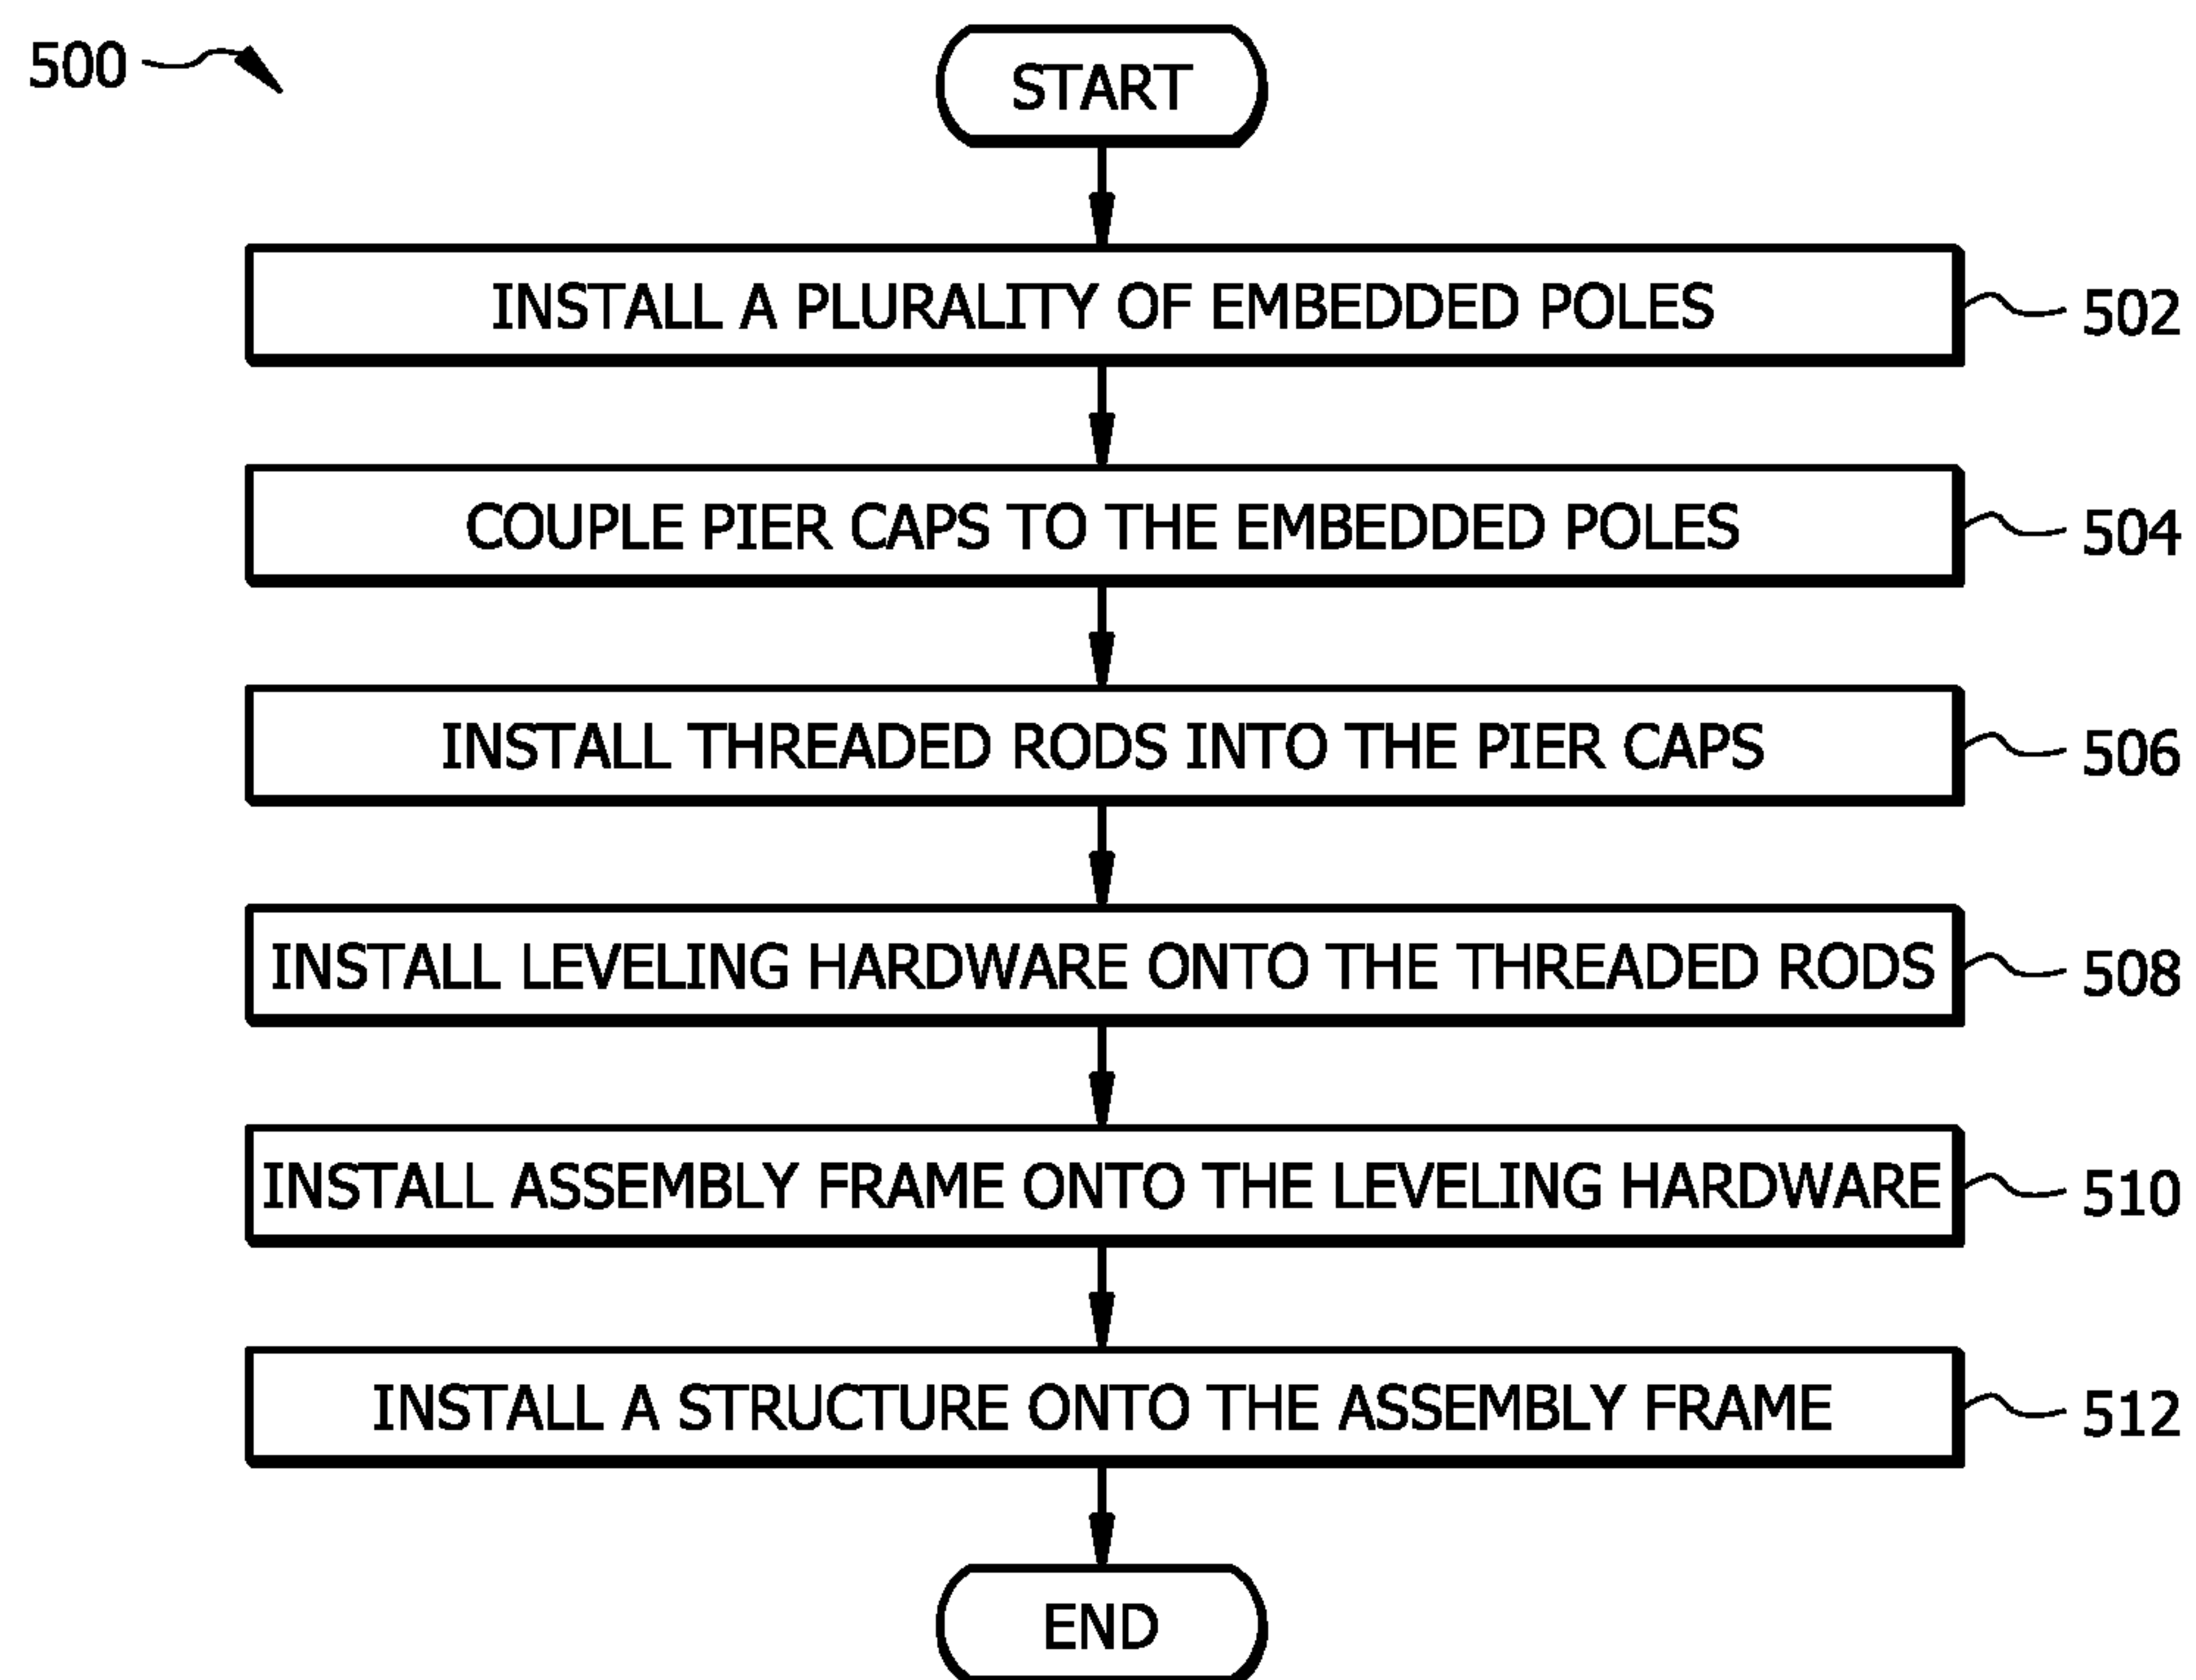 500
START
INSTALL A PLURALITY OF EMBEDDED POLES
502
COUPLE PIER CAPS TO THE EMBEDDED POLES
504
INSTALL THREADED RODS INTO THE PIER CAPS
506
INSTALL LEVELING HARDWARE ONTO THE THREADED RODS
508
INSTALL ASSEMBLY FRAME ONTO THE LEVELING HARDWARE
510
INSTALL A STRUCTURE ONTO THE ASSEMBLY FRAME
512
END